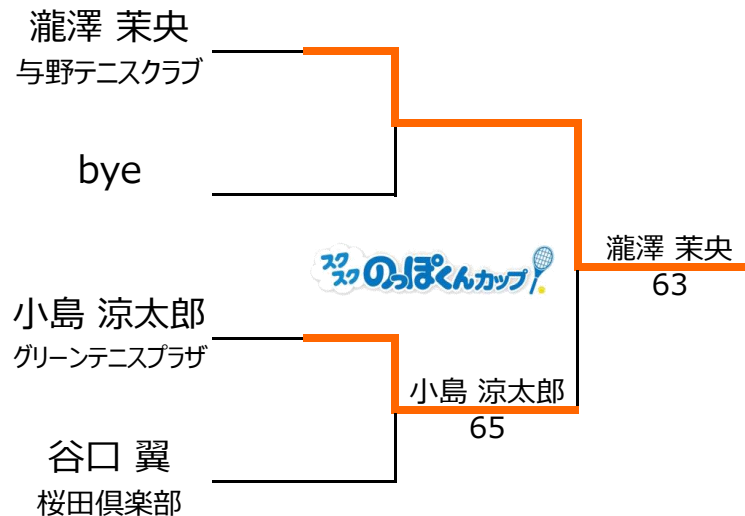 瀧澤 茉央
与野テニスクラブ
bye
スクスクのっぽくんカップ
瀧澤 茉央
63
小島 涼太郎
グリーンテニスプラザ
小島 涼太郎
65
谷口 翼
桜田倶楽部